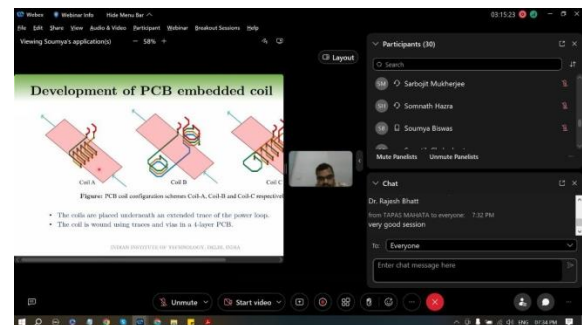 Webex Webinar Info Hide Menu Bar
03:15:23
File Edit Share View Audio & Video Participant Webinar Breakout Sessions Help
Viewing Soumya's application(s) — 58% +
Layout
Development of PCB embedded coil
Coil A
Coil B
Coil C
Figure: PCB coil configuration schemes Coil-A, Coil-B and Coil-C respectivel
• The coils are placed underneath an extended trace of the power loop.
• The coil is wound using traces and vias in a 4-layer PCB.
INDIAN INSTITUTE OF TECHNOLOGY, DELHI, INDIA
Participants (30)
Search
SM Sarbojit Mukherjee
SH Somnath Hazra
SB Soumya Biswas
Mute Panelists Unmute Panelists
Chat
Dr. Rajesh Bhatt
from TAPAS MAHATA to everyone: 7:32 PM
very good session
To: Everyone
Enter chat message here
Unmute
Start video
ENG 07:34 PM